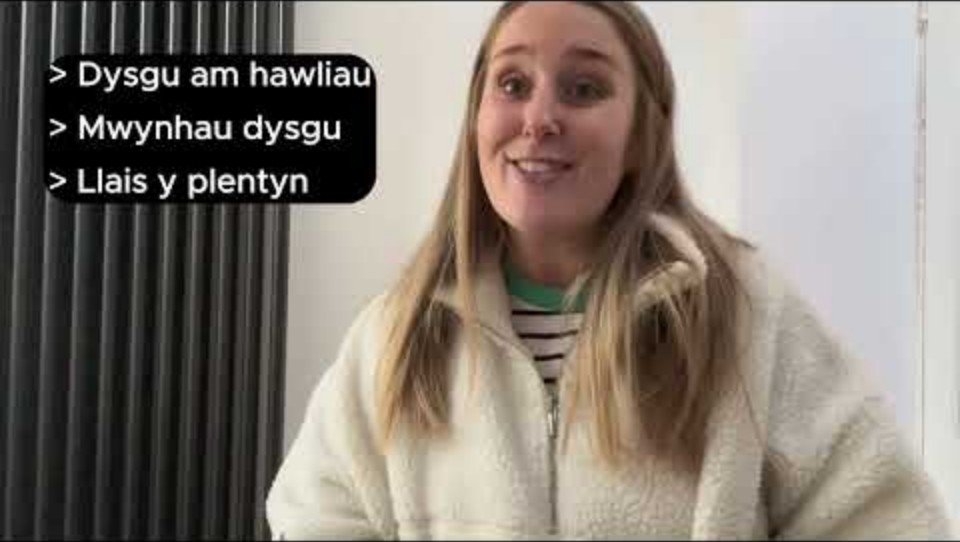 > Dysgu am hawliau
> Mwynhau dysgu
> Llais y plentyn